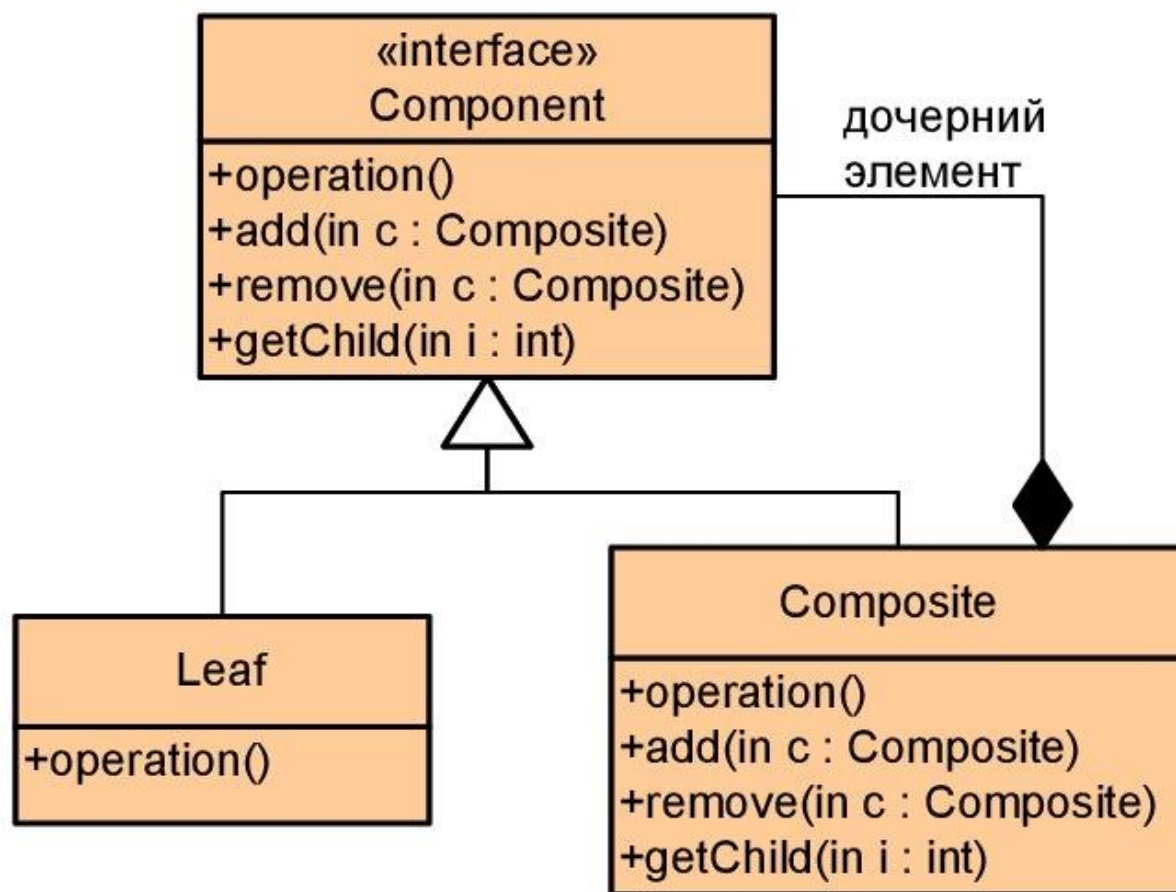 «interface»
Component
+operation()
+add(in c : Composite)
+remove(in c : Composite)
+getChild(in i : int)
дочерний
элемент
Leaf
+operation()
Composite
+operation()
+add(in c : Composite)
+remove(in c : Composite)
+getChild(in i : int)